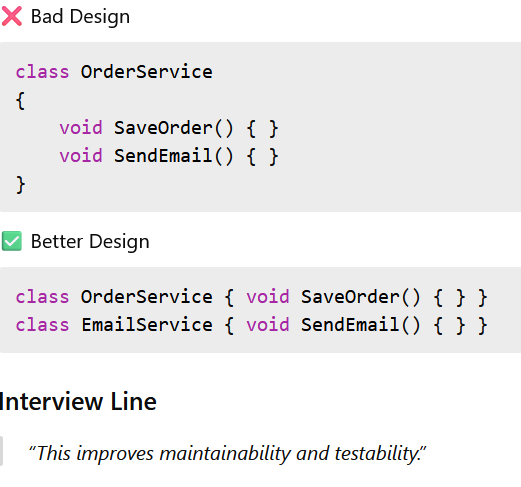 ❌ Bad Design
class OrderService
{
    void SaveOrder() { }
    void SendEmail() { }
}
✅ Better Design
class OrderService { void SaveOrder() { } }
class EmailService { void SendEmail() { } }
Interview Line
“This improves maintainability and testability.”